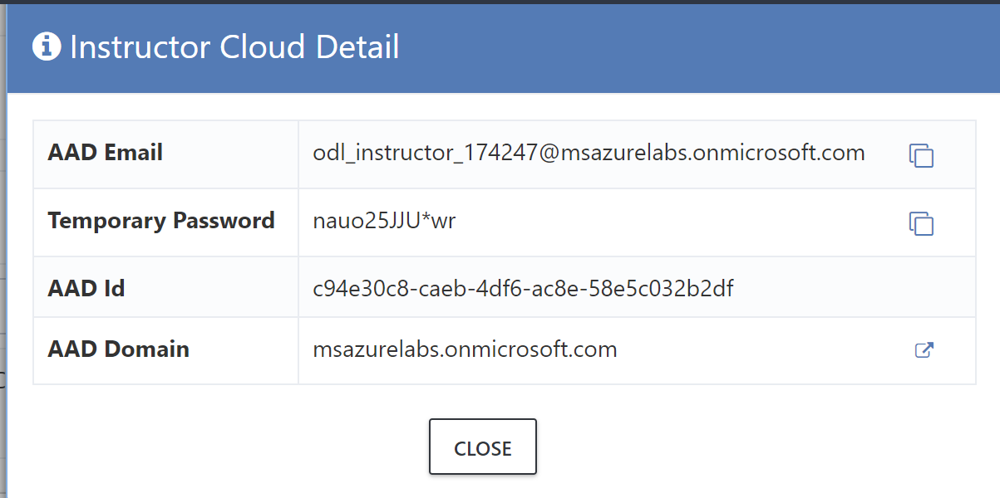 Instructor Cloud Detail
AAD Email odl_instructor_174247@msazurelabs.onmicrosoft.com
Temporary Password nauo25JJU*wr
AAD Id c94e30c8-caeb-4df6-ac8e-58e5c032b2df
AAD Domain msazurelabs.onmicrosoft.com
CLOSE